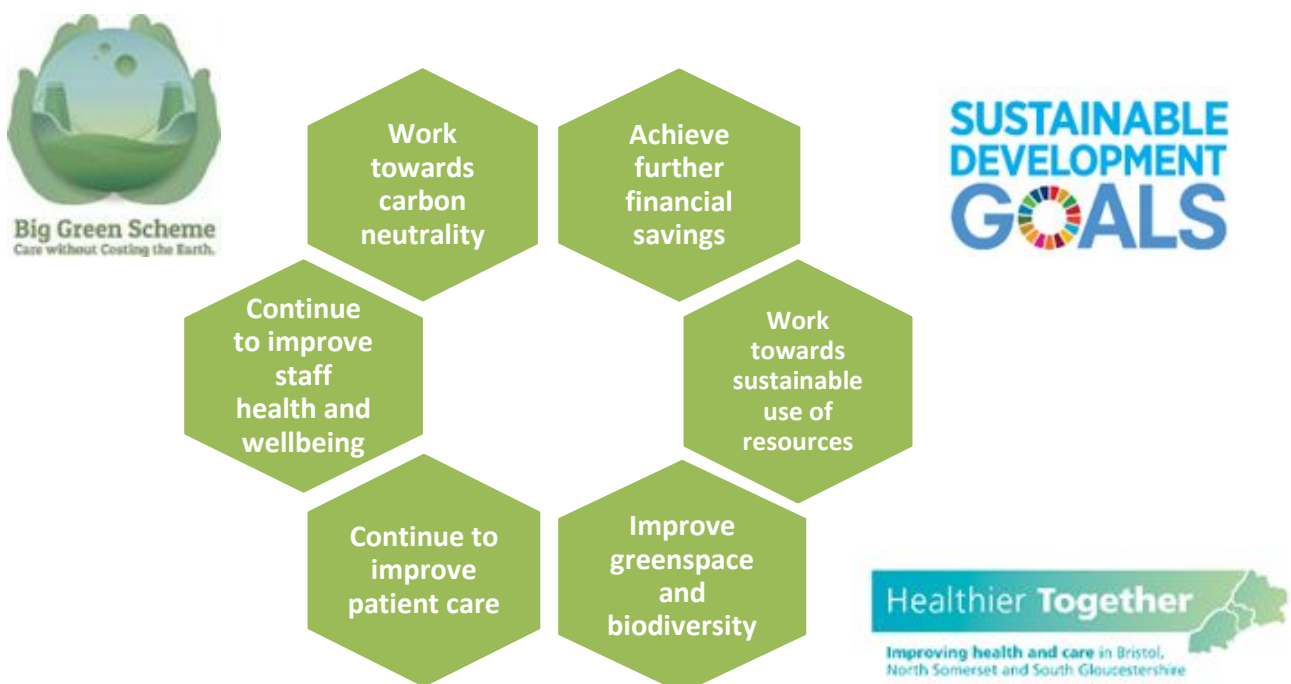 Big Green Scheme
Care without Costing the Earth.
Work
towards
carbon
neutrality
Achieve
further
financial
savings
SUSTAINABLE
DEVELOPMENT
GOALS
Continue
to improve
staff
health and
wellbeing
Work
towards
sustainable
use of
resources
Continue to
improve
patient care
Improve
greenspace
and
biodiversity
Healthier Together
Improving health and care in Bristol,
North Somerset and South Gloucestershire